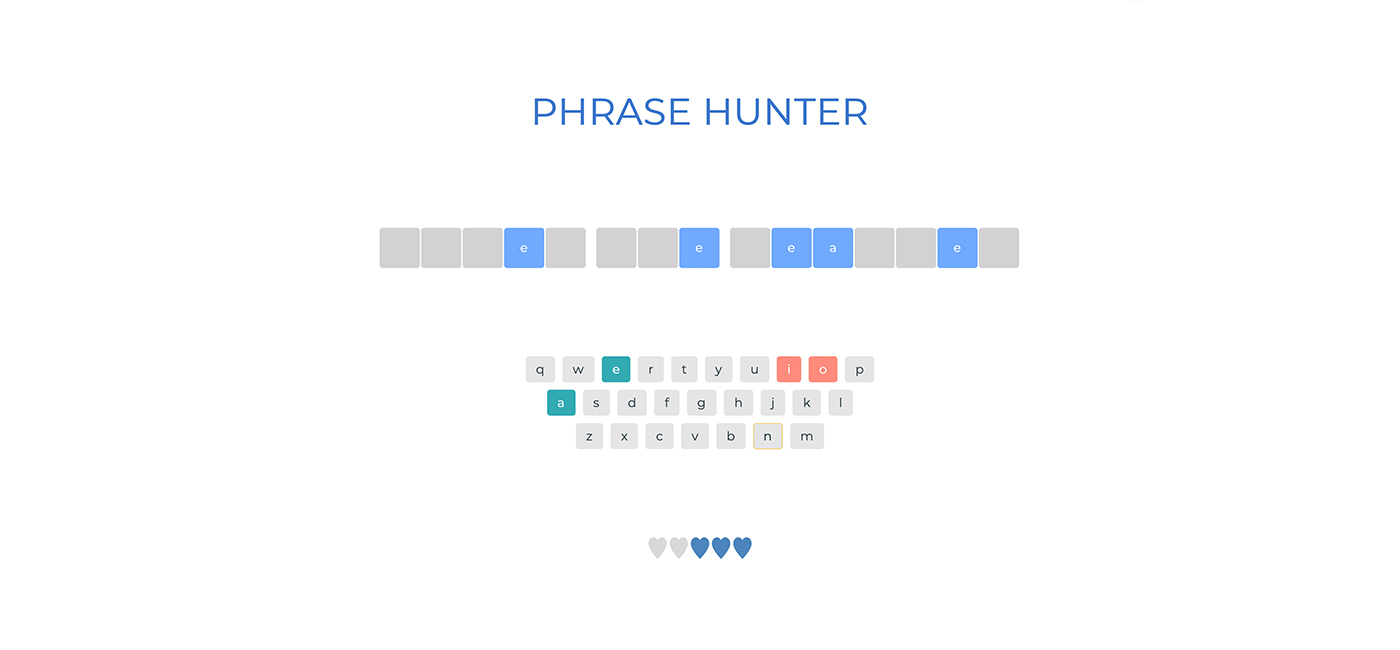 PHRASE HUNTER
e e e a e
q w e r t y u i o p
a s d f g h j k l
z x c v b n m